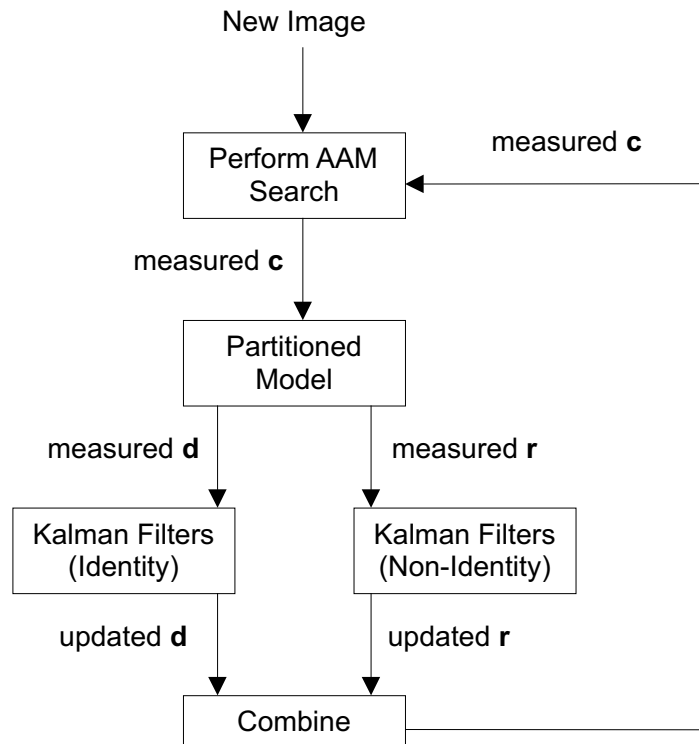 New Image
Perform AAM
Search
measured c
measured c
Partitioned
Model
measured d
measured r
Kalman Filters
(Identity)
Kalman Filters
(Non-Identity)
updated d
updated r
Combine